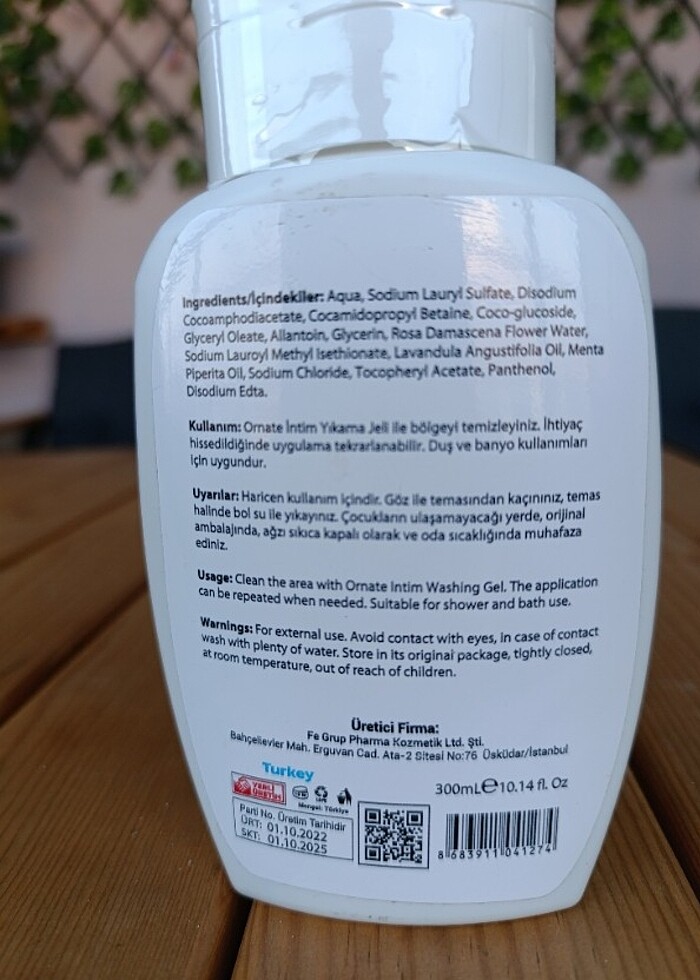 Ingredients/İçindekiler: Aqua, Sodium Lauryl Sulfate, Disodium
Cocoamphodiacetate, Cocamidopropyl Betaine, Coco-glucoside,
Glyceryl Oleate, Allantoin, Glycerin, Rosa Damascena Flower Water,
Sodium Lauroyl Methyl Isethionate, Lavandula Angustifolia Oil, Menta
Piperita Oil, Sodium Chloride, Tocopheryl Acetate, Panthenol,
Disodium Edta.
Kullanım: Ornate İntim Yıkama Jeli ile bölgeyi temizleyiniz. İhtiyaç
hissedildiğinde uygulama tekrarlanabilir. Duş ve banyo kullanımları
için uygundur.
Uyarılar: Haricen kullanım içindir. Göz ile temasından kaçınınız, temas
halinde bol su ile yıkayınız. Çocukların ulaşamayacağı yerde, orijinal
ambalajında, ağzı sıkıca kapalı olarak ve oda sıcaklığında muhafaza
ediniz.
Usage: Clean the area with Ornate Intim Washing Gel. The application
can be repeated when needed. Suitable for shower and bath use.
Warnings: For external use. Avoid contact with eyes, in case of contact
wash with plenty of water. Store in its original package, tightly closed,
at room temperature, out of reach of children.
Üretici Firma:
Fe Grup Pharma Kozmetik Ltd. Şti.
Bahçelievler Mah. Erguvan Cad. Ata-2 Sitesi No:76 Üsküdar/İstanbul
Turkey
YERLİ
ÜRETİM
Menşei: Türkiye
300mL℮10.14 fl. Oz
Parti No. Üretim Tarihidir
ÜRT: 01.10.2022
SKT: 01.10.2025
8 683911 041274